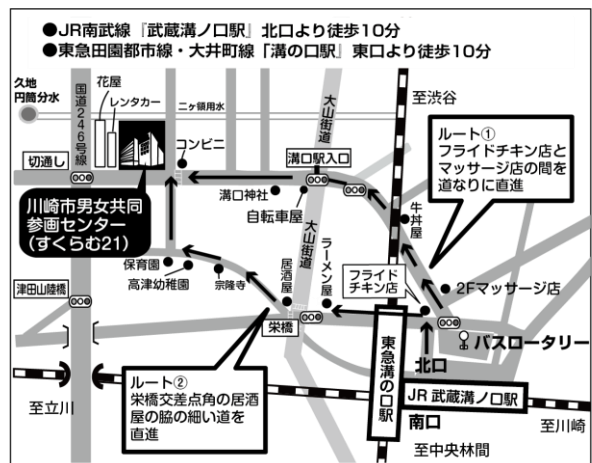 ●JR南武線『武蔵溝ノ口駅』北口より徒歩10分
●東急田園都市線・大井町線「溝の口駅」東口より徒歩10分
久地
円筒分水
国道246号線
花屋
レンタカー
二ヶ領用水
大山街道
至渋谷
ルート①
フライドチキン店と
マッサージ店の間を
道なりに直進
コンビニ
切通し
溝口駅入口
溝口神社
自転車屋
牛丼屋
川崎市男女共同
参画センター
(すくらむ21)
大山街道
ラーメン屋
居酒屋
保育園
高津幼稚園
宗隆寺
フライド
チキン店
2Fマッサージ店
津田山陸橋
栄橋
バスロータリー
北口
東急溝の口駅
ルート②
栄橋交差点角の居酒
屋の脇の細い道を
直進
JR 武蔵溝ノ口駅
南口
至立川
至川崎
至中央林間